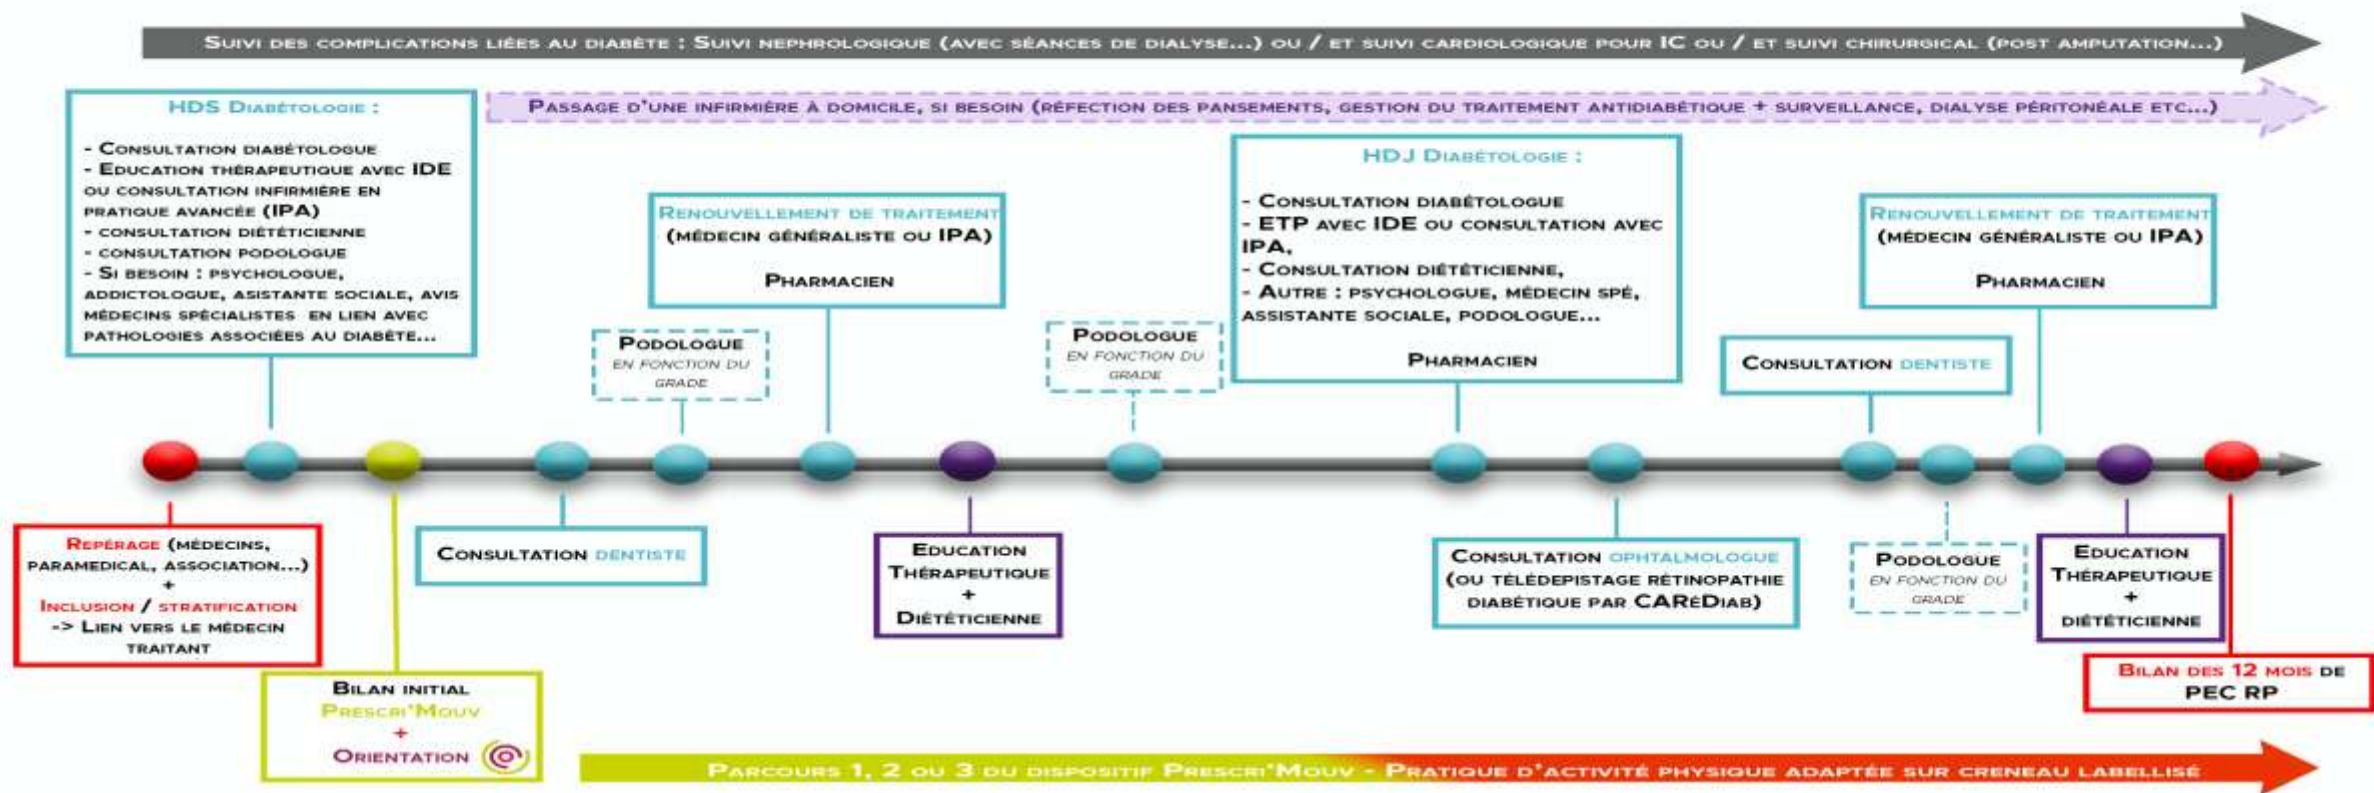 SUIVI DES COMPLICATIONS LIÉES AU DIABÈTE : SUIVI NEPHROLOGIQUE (AVEC SÉANCES DE DIALYSE...) OU / ET SUIVI CARDIOLOGIQUE POUR IC OU / ET SUIVI CHIRURGICAL (POST AMPUTATION...)
PASSAGE D'UNE INFIRMIÈRE À DOMICILE, SI BESOIN (RÉFECTION DES PANSEMENTS, GESTION DU TRAITEMENT ANTIDIABÉTIQUE + SURVEILLANCE, DIALYSE PÉRITONÉALE ETC...)
HDS DIABÉTOLOGIE :
- CONSULTATION DIABÉTOLOGUE
- EDUCATION THÉRAPEUTIQUE AVEC IDE
OU CONSULTATION INFIRMIÈRE EN
PRATIQUE AVANCÉE (IPA)
- CONSULTATION DIÉTÉTICIENNE
- CONSULTATION PODOLOGUE
- SI BESOIN : PSYCHOLOGUE,
ADDICTOLOGUE, ASISTANTE SOCIALE, AVIS
MÉDECINS SPÉCIALISTES EN LIEN AVEC
PATHOLOGIES ASSOCIÉES AU DIABÈTE...
PODOLOGUE
EN FONCTION DU
GRADE
RENOUVELLEMENT DE TRAITEMENT
(MÉDECIN GÉNÉRALISTE OU IPA)
PHARMACIEN
PODOLOGUE
EN FONCTION DU
GRADE
HDJ DIABÉTOLOGIE :
- CONSULTATION DIABÉTOLOGUE
- ETP AVEC IDE OU CONSULTATION AVEC
IPA,
- CONSULTATION DIÉTÉTICIENNE,
- AUTRE : PSYCHOLOGUE, MÉDECIN SPÉ,
ASSISTANTE SOCIALE, PODOLOGUE...
PHARMACIEN
CONSULTATION DENTISTE
RENOUVELLEMENT DE TRAITEMENT
(MÉDECIN GÉNÉRALISTE OU IPA)
PHARMACIEN
REPÉRAGE (MÉDECINS,
PARAMEDICAL, ASSOCIATION...)
+
INCLUSION / STRATIFICATION
-> LIEN VERS LE MÉDECIN
TRAITANT
BILAN INITIAL
PRESCRI'MOUV
+
ORIENTATION
CONSULTATION DENTISTE
EDUCATION
THÉRAPEUTIQUE
+
DIÉTÉTICIENNE
CONSULTATION OPHTALMOLOGUE
(OU TÉLÉDEPISTAGE RÉTINOPATHIE
DIABÉTIQUE PAR CARÉDIAB)
PODOLOGUE
EN FONCTION DU
GRADE
EDUCATION
THÉRAPEUTIQUE
+
DIÉTÉTICIENNE
BILAN DES 12 MOIS DE
PEC RP
PARCOURS 1, 2 OU 3 DU DISPOSITIF PRESCRI'MOUV - PRATIQUE D'ACTIVITÉ PHYSIQUE ADAPTÉE SUR CRENEAU LABELLISÉ